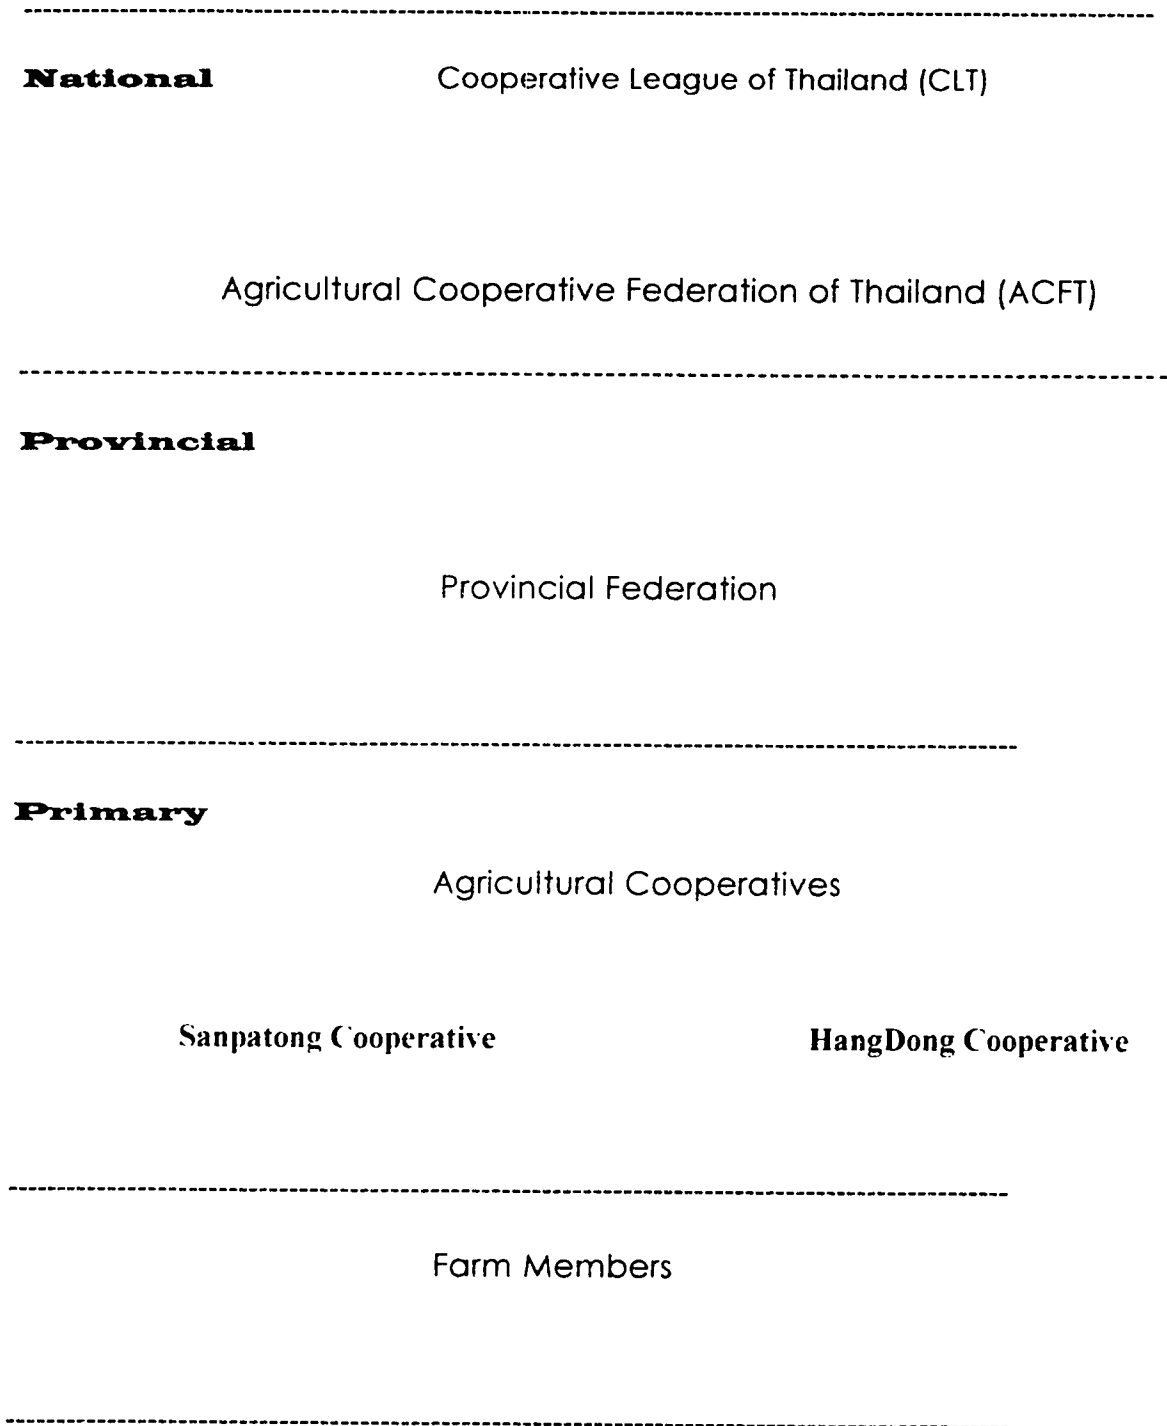 National Cooperative League of Thailand (CLT)
Agricultural Cooperative Federation of Thailand (ACFT)
Provincial
Provincial Federation
Primary
Agricultural Cooperatives
Sanpatong Cooperative HangDong Cooperative
Farm Members